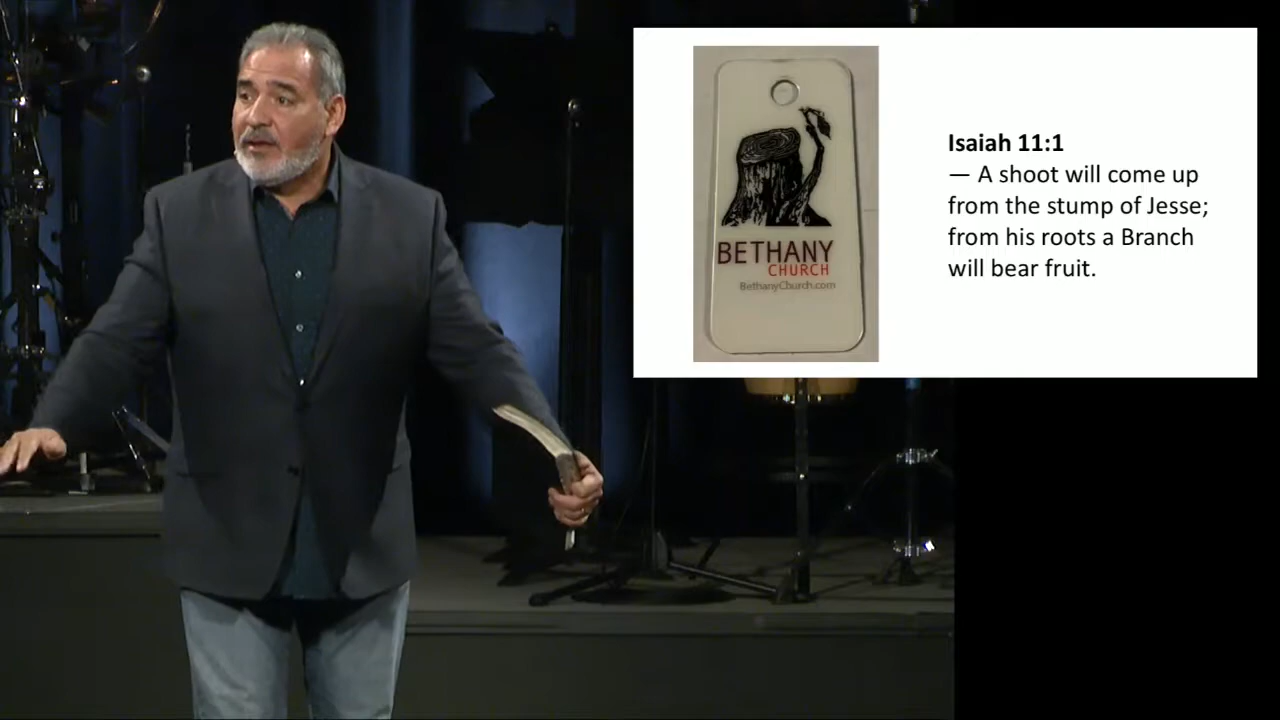 BETHANY
CHURCH
BethanyChurch.com
Isaiah 11:1
— A shoot will come up
from the stump of Jesse;
from his roots a Branch
will bear fruit.